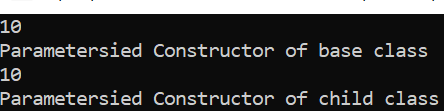 10
Parametersied Constructor of base class
10
Parametersied Constructor of child class